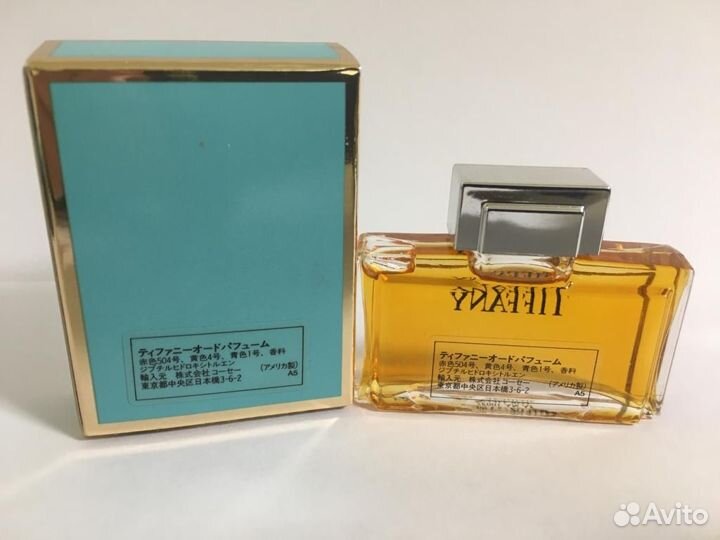 ティファニーオードパフューム
赤色504号、黄色4号、青色1号、香料
ジブチルヒドロキシトルエン
輸入元 株式会社コーセー (アメリカ製)
東京都中央区日本橋3-6-2 A5
TIFFANY
ティファニーオードパフューム
赤色504号、黄色4号、青色1号、香料
ジブチルヒドロキシトルエン
輸入元 株式会社コーセー (アメリカ製)
東京都中央区日本橋3-6-2 A5
Avito